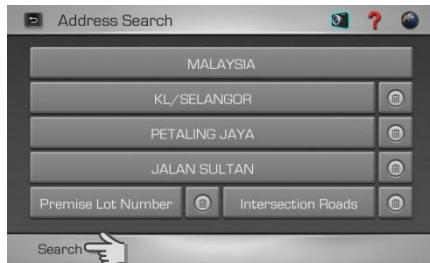 Address Search
?
MALAYSIA
KL/SELANGOR
PETALING JAYA
JALAN SULTAN
Premise Lot Number Intersection Roads
Search